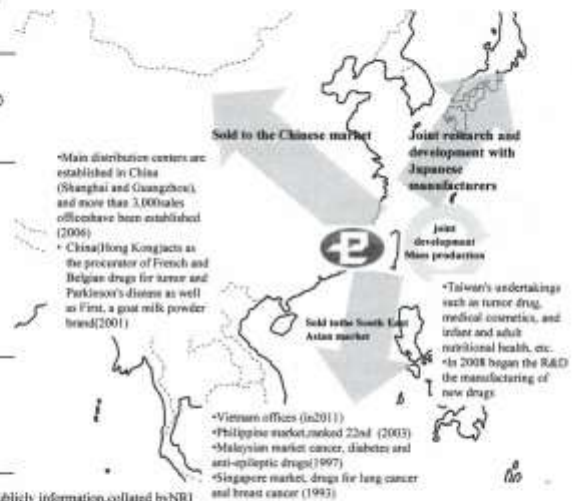 Sold to the Chinese market
Joint research and
development with
Japanese
manufacturers
•Main distribution centers are
established in China
(Shanghai and Guangzhou),
and more than 3,000sales
officeshave been established
(2006)
• China(Hong Kong)acts as
the procurator of French and
Belgian drugs for tumor and
Parkinson's disease as well
as First, a goat milk powder
brand(2001)
joint
development
Mass production
•Taiwan's undertakings
such as tumor drug,
medical cosmetics, and
infant and adult
nutritional health, etc.
•In 2008 began the R&D
the manufacturing of
new drugs
Sold tothe South East
Asian market
•Vietnam offices (in2011)
•Philippine market,ranked 22nd (2003)
•Malaysian market cancer, diabetes and
anti-epileptic drugs(1997)
•Singapore market, drugs for lung cancer
and breast cancer (1993)
publicly information collated byNRI